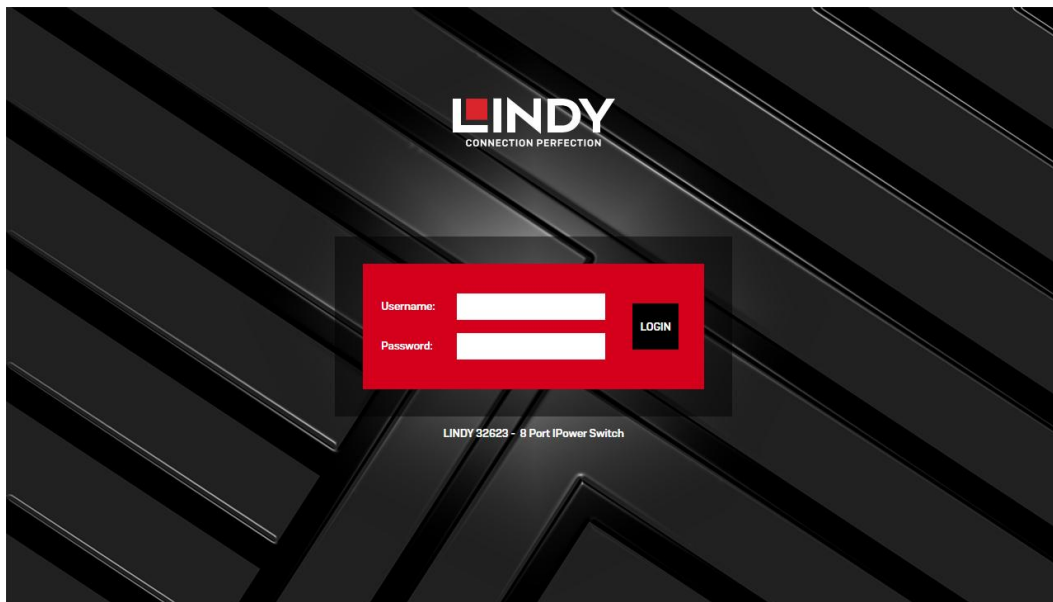 LINDY
CONNECTION PERFECTION
Username:
Password:
LOGIN
LINDY 32623 - 8 Port IPower Switch